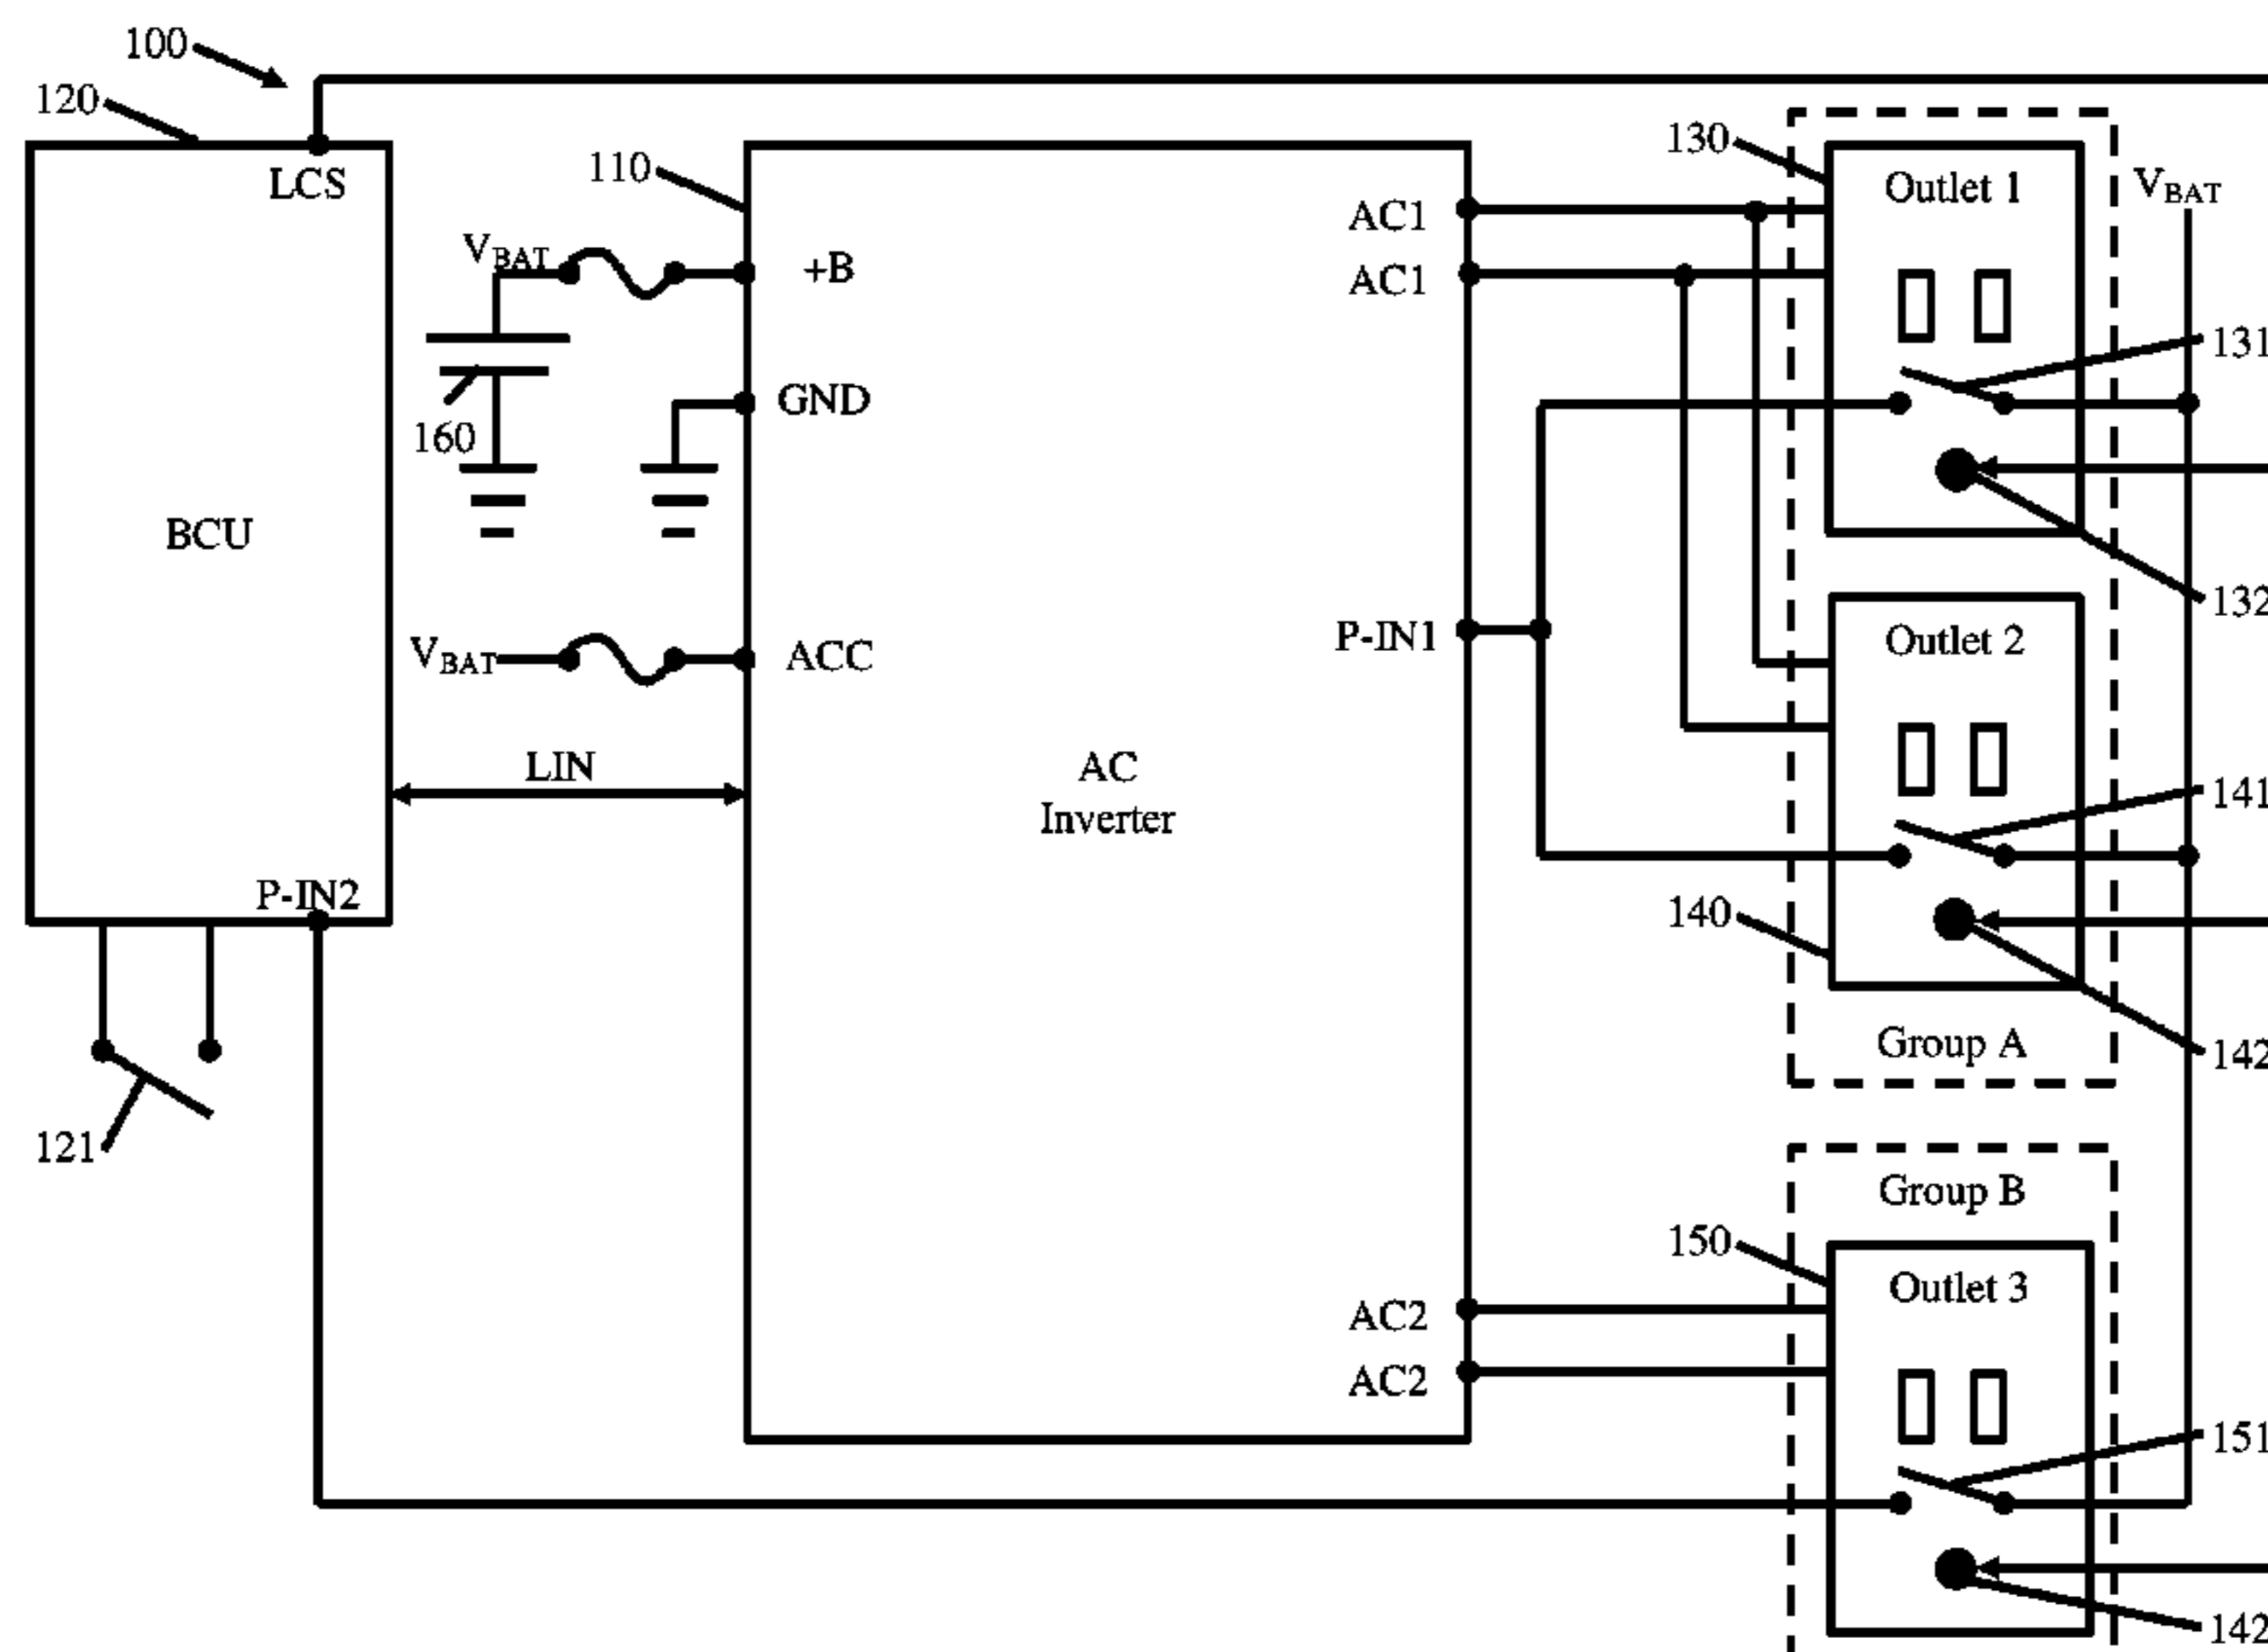 100
120
LCS
BCU
P-IN2
121
LIN
110
VBAT
160
VBAT
+B
GND
ACC
AC
Inverter
AC1
AC1
P-IN1
AC2
AC2
130
Outlet 1
VBAT
131
132
Outlet 2
141
140
142
Group A
Group B
150
Outlet 3
151
142